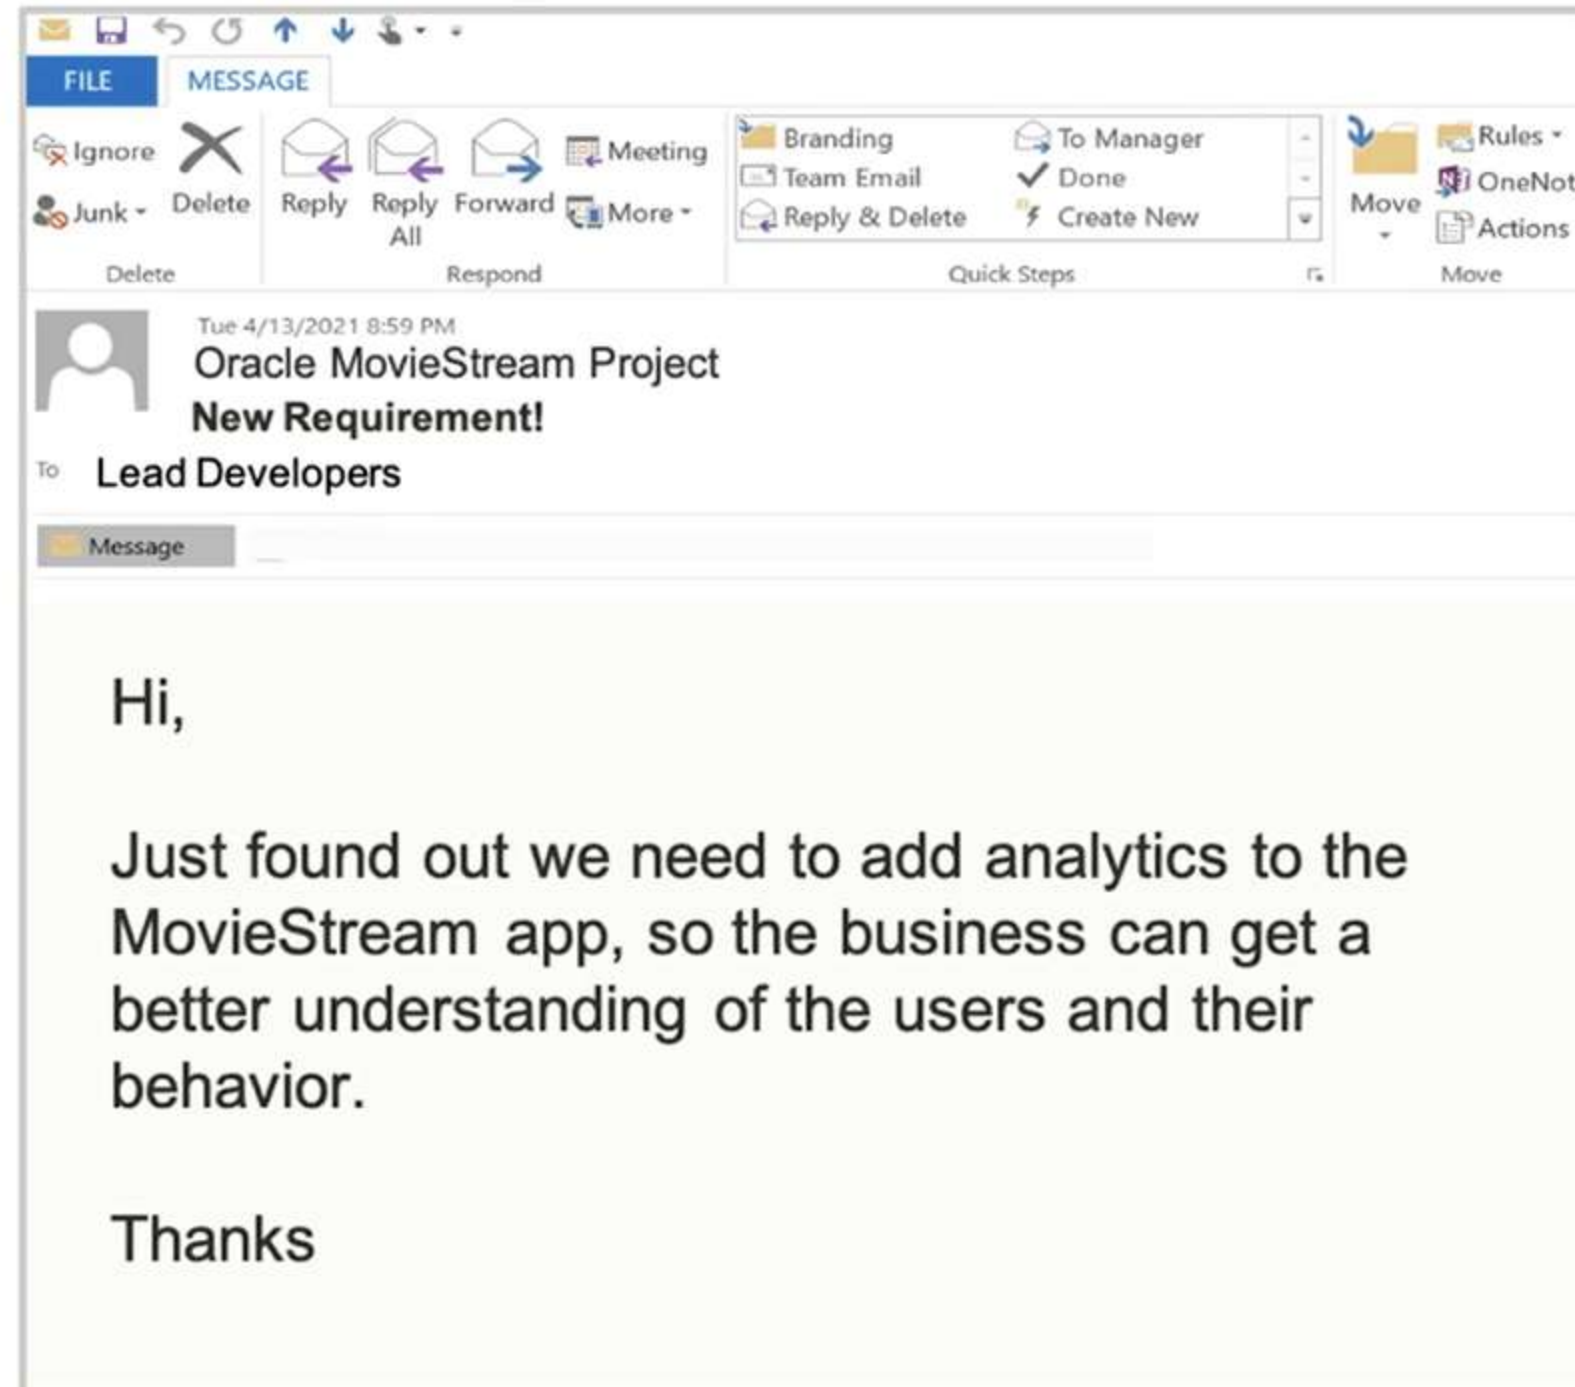 FILE MESSAGE
Ignore
Junk
Delete
Delete
Reply
Reply All
Forward
Meeting
More
Respond
Branding
To Manager
Team Email
Done
Reply & Delete
Create New
Quick Steps
Move
Rules
OneNot
Actions
Move
Tue 4/13/2021 8:59 PM
Oracle MovieStream Project
New Requirement!
To Lead Developers
Message
Hi,
Just found out we need to add analytics to the
MovieStream app, so the business can get a
better understanding of the users and their
behavior.
Thanks